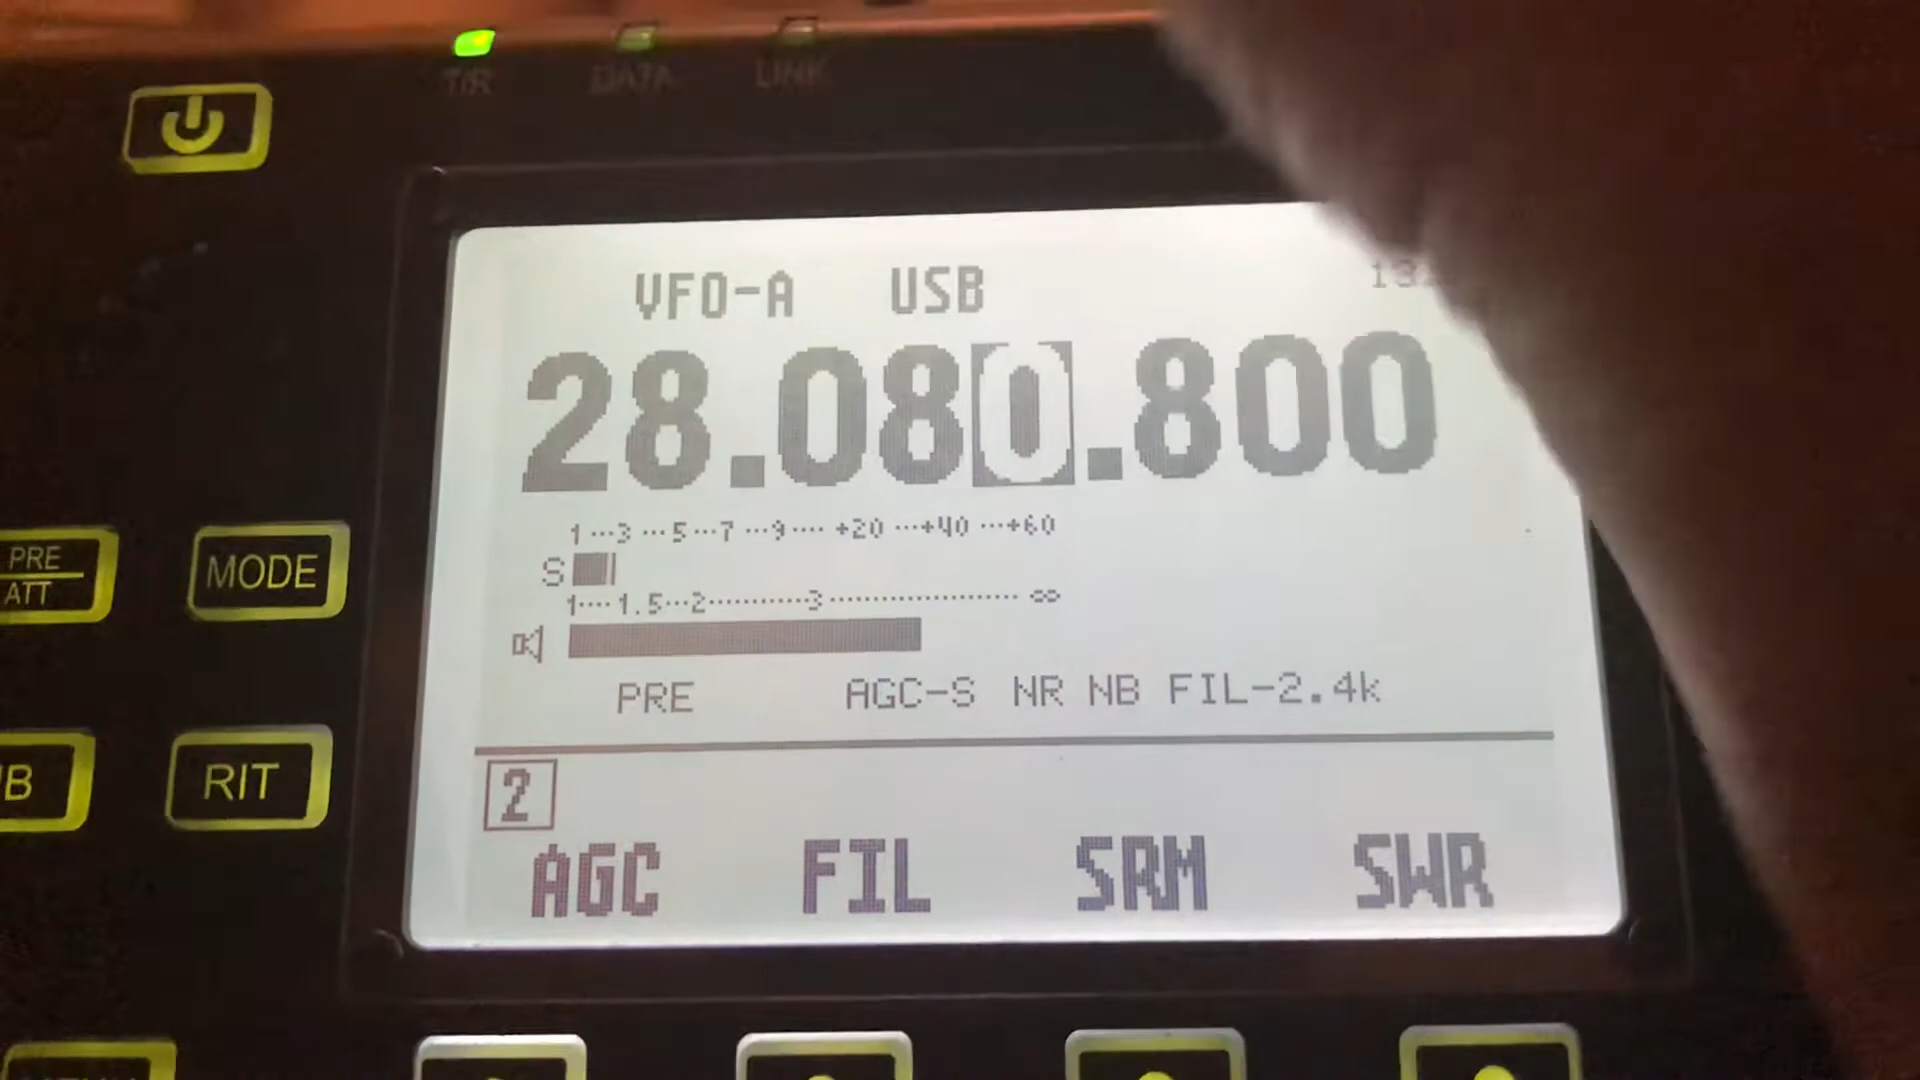 T/R DATA LINK
VFO-A USB
28.080.800
1···3···5···7···9···· +20 ···+40 ···+60
S
1····1.5···2···········3···················∞
PRE AGC-S NR NB FIL-2.4k
2
AGC FIL SRM SWR
PRE
ATT
MODE
RIT